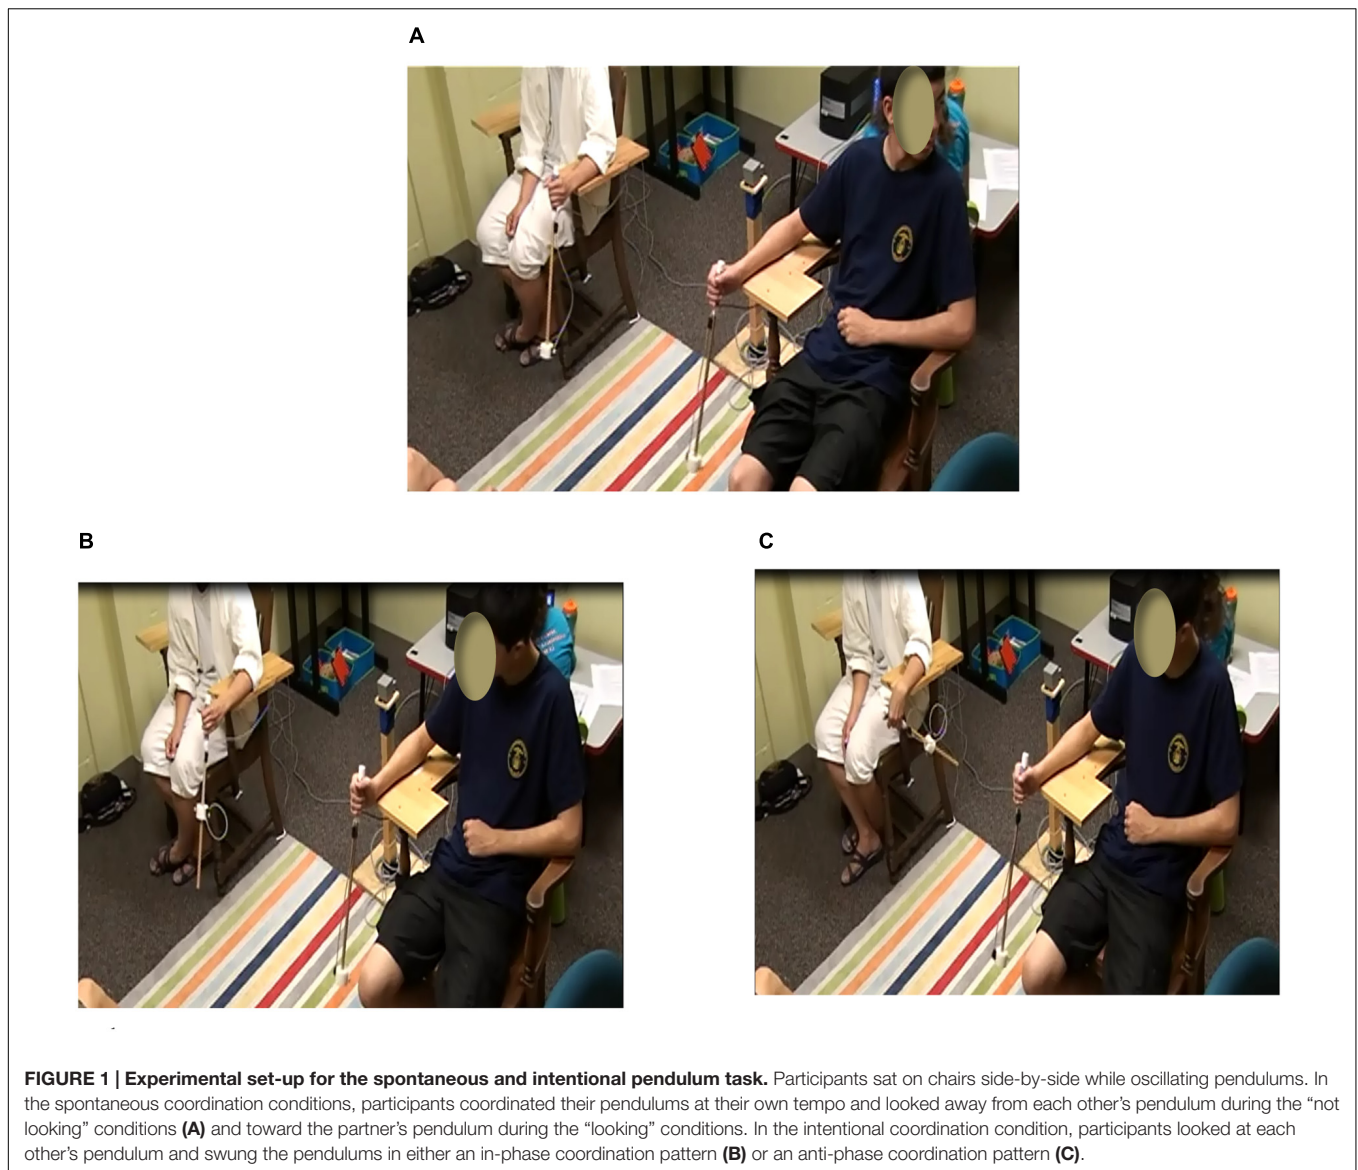 A
B
C
FIGURE 1 | Experimental set-up for the spontaneous and intentional pendulum task. Participants sat on chairs side-by-side while oscillating pendulums. In
the spontaneous coordination conditions, participants coordinated their pendulums at their own tempo and looked away from each other’s pendulum during the “not
looking” conditions (A) and toward the partner’s pendulum during the “looking” conditions. In the intentional coordination condition, participants looked at each
other’s pendulum and swung the pendulums in either an in-phase coordination pattern (B) or an anti-phase coordination pattern (C).